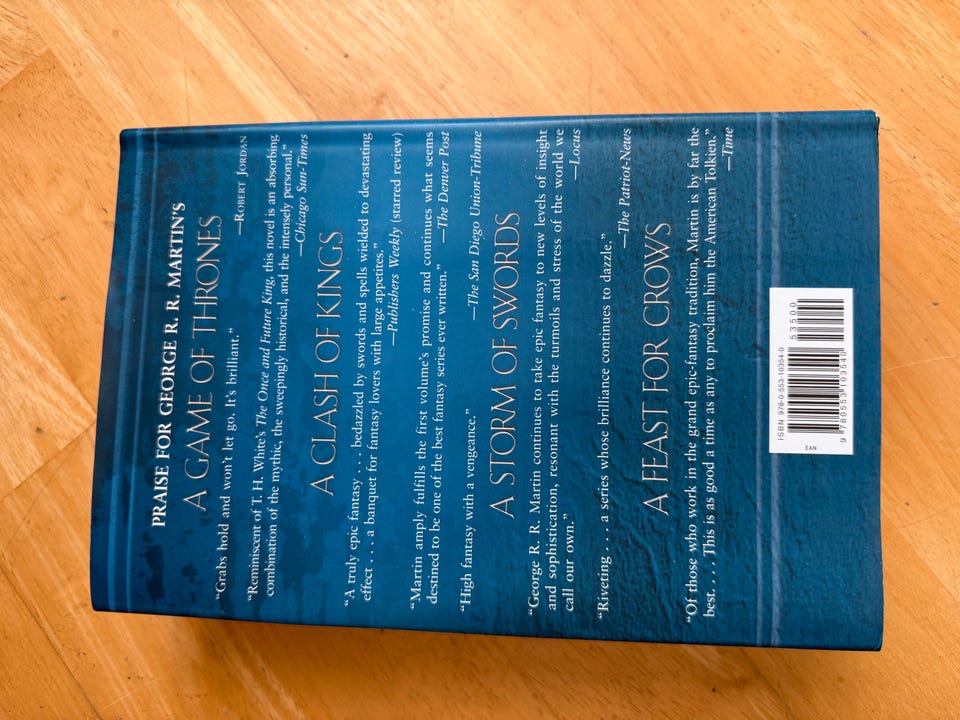 PRAISE FOR GEORGE R. R. MARTIN'S
A GAME OF THRONES
“Grabs hold and won't let go. It's brilliant.”
—ROBERT JORDAN
“Reminiscent of T. H. White's The Once and Future King, this novel is an absorbing
combination of the mythic, the sweepingly historical, and the intensely personal.”
—Chicago Sun-Times
A CLASH OF KINGS
“A truly epic fantasy . . . . bedazzled by swords and spells wielded to devastating
effect . . . a banquet for fantasy lovers with large appetites.”
—Publishers Weekly (starred review)
“Martin amply fulfills the first volume's promise and continues what seems
destined to be one of the best fantasy series ever written.”
—The Denver Post
“High fantasy with a vengeance.”
—The San Diego Union-Tribune
A STORM OF SWORDS
“George R. R. Martin continues to take epic fantasy to new levels of insight
and sophistication, resonant with the turmoils and stress of the world we
call our own.”
—Locus
“Riveting . . . a series whose brilliance continues to dazzle.”
—The Patriot-News
A FEAST FOR CROWS
“Of those who work in the grand epic-fantasy tradition, Martin is by far the
best. . . . This is as good a time as any to proclaim him the American Tolkien.”
—Time
ISBN 978-0-553-10354-0
53500
9 780553 103540
EAN